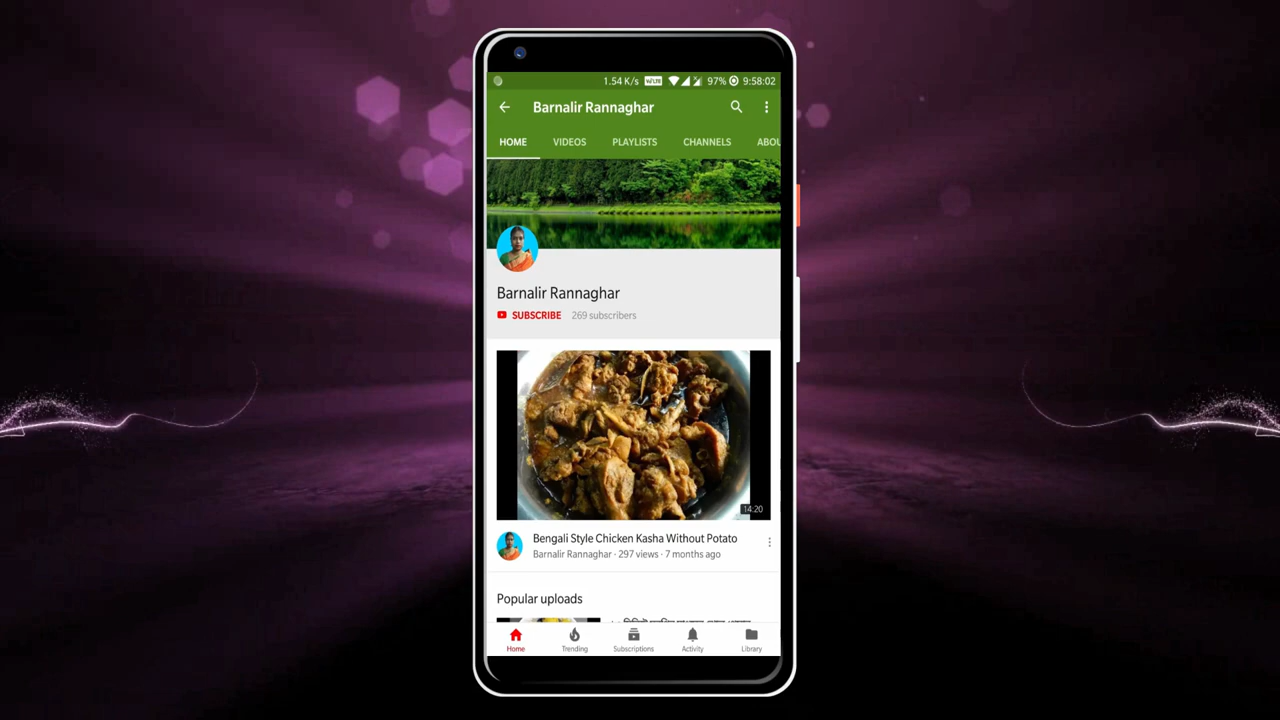 1.54 K/s VoLTE 97% 9:58:02
Barnalir Rannaghar
HOME VIDEOS PLAYLISTS CHANNELS ABOU
Barnalir Rannaghar
SUBSCRIBE 269 subscribers
14:20
Bengali Style Chicken Kasha Without Potato
Barnalir Rannaghar · 297 views · 7 months ago
Popular uploads
Home Trending Subscriptions Activity Library